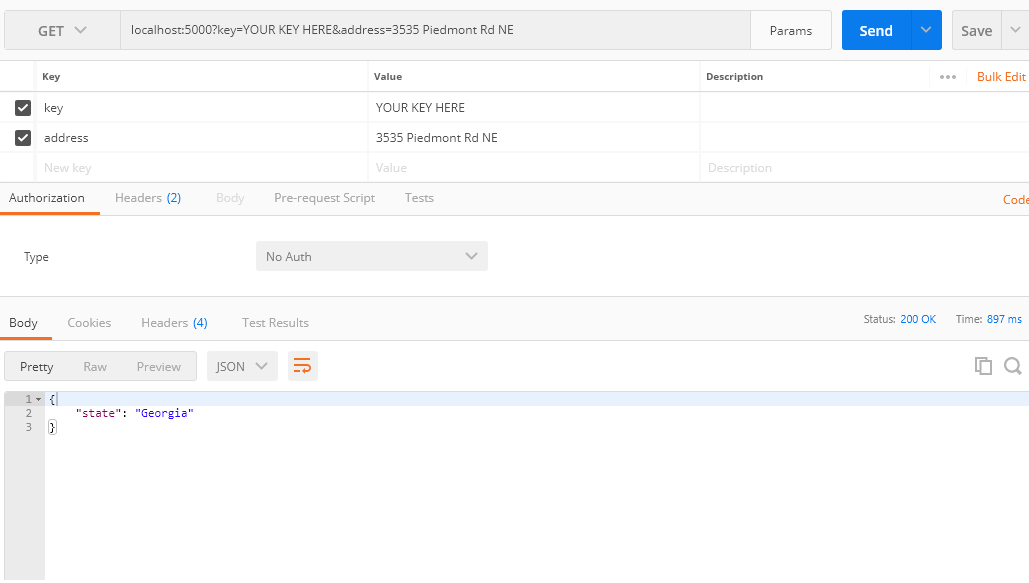 GET localhost:5000?key=YOUR KEY HERE&address=3535 Piedmont Rd NE Params Send Save
Key Value Description ••• Bulk Edit
key YOUR KEY HERE
address 3535 Piedmont Rd NE
New key Value Description
Authorization Headers (2) Body Pre-request Script Tests Code
Type No Auth
Body Cookies Headers (4) Test Results Status: 200 OK Time: 897 ms
Pretty Raw Preview JSON
1 {
2 "state": "Georgia"
3 }